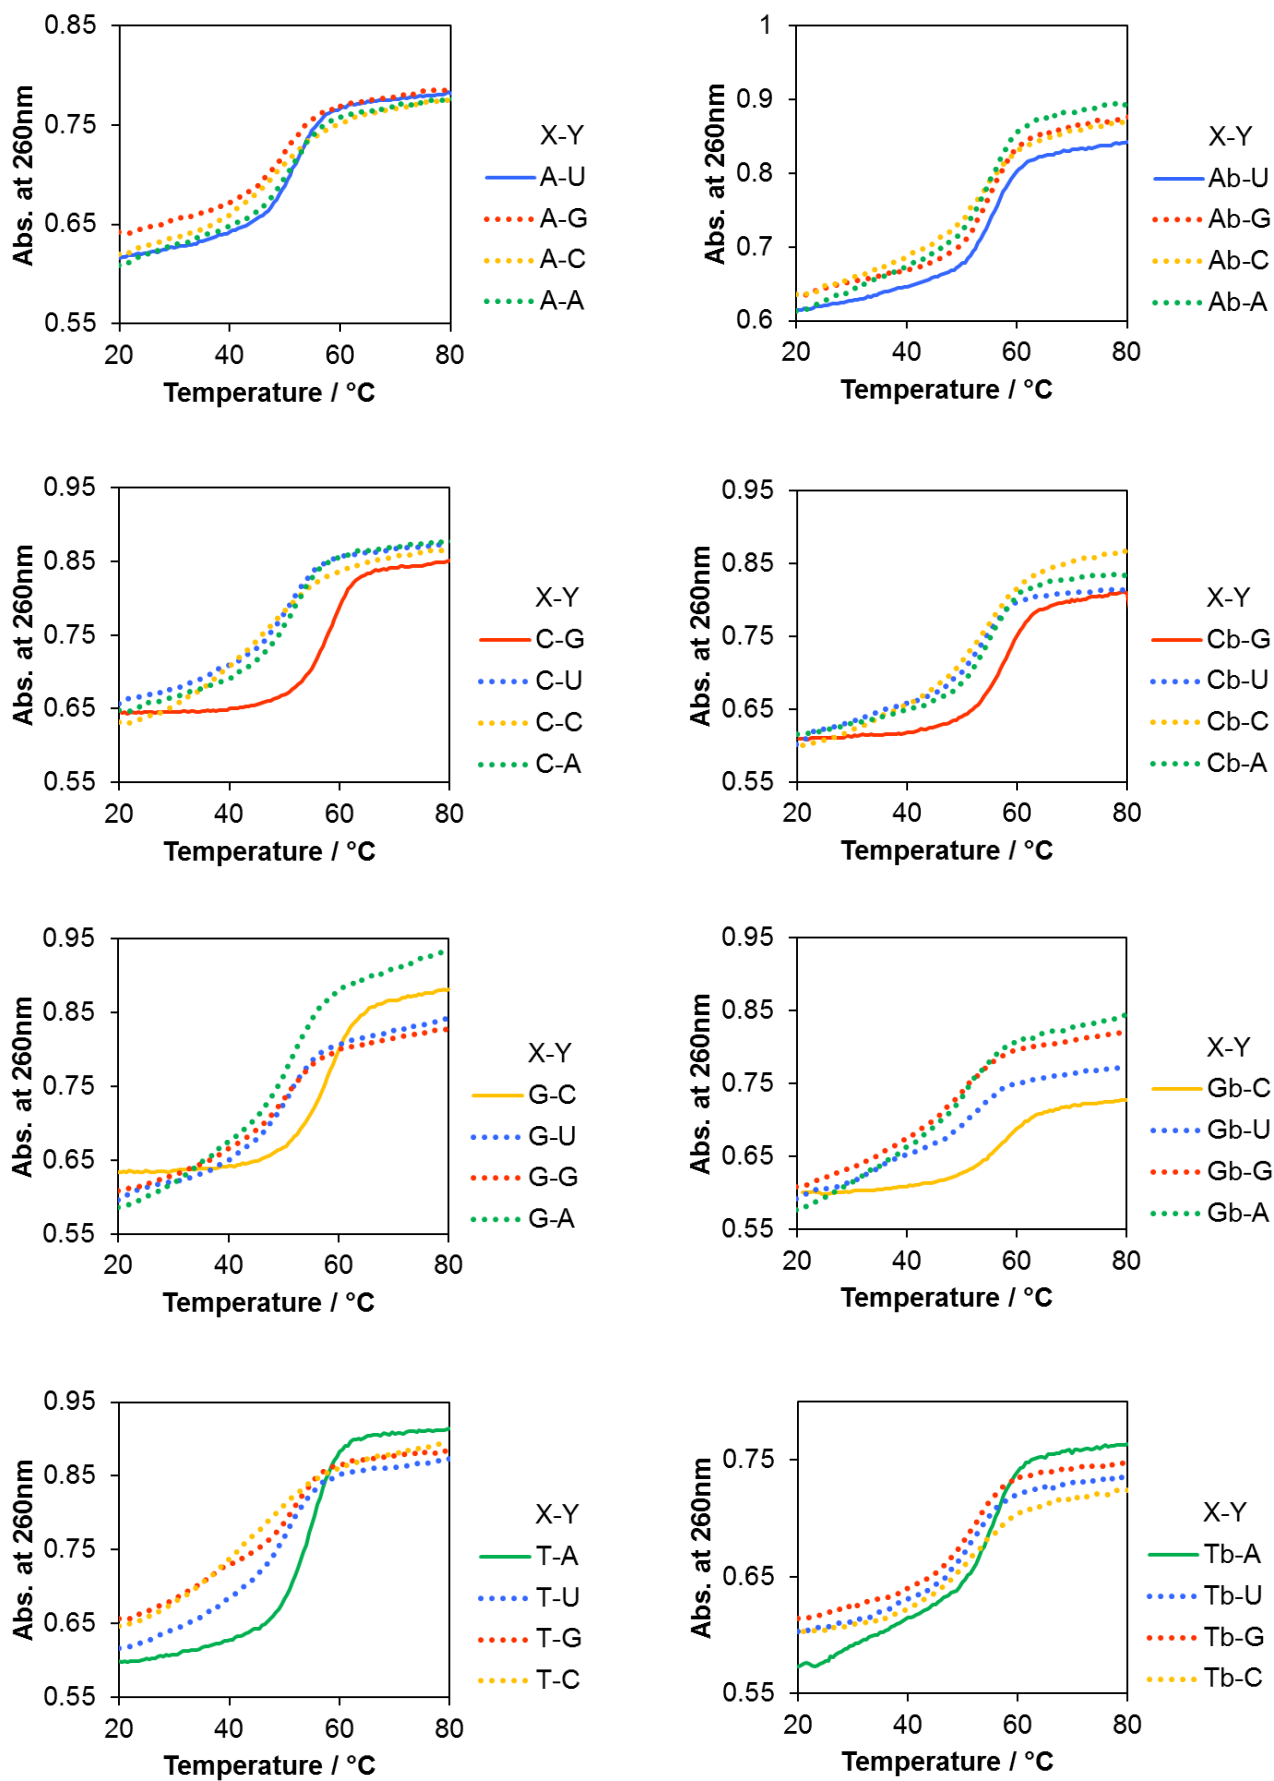 0.85
0.75
0.65
0.55
Abs. at 260nm
20 40 60 80
Temperature / °C
X-Y
A-U
A-G
A-C
A-A
1
0.9
0.8
0.7
0.6
Abs. at 260nm
20 40 60 80
Temperature / °C
X-Y
Ab-U
Ab-G
Ab-C
Ab-A
0.95
0.85
0.75
0.65
0.55
Abs. at 260nm
20 40 60 80
Temperature / °C
X-Y
C-G
C-U
C-C
C-A
0.95
0.85
0.75
0.65
0.55
Abs. at 260nm
20 40 60 80
Temperature / °C
X-Y
Cb-G
Cb-U
Cb-C
Cb-A
0.95
0.85
0.75
0.65
0.55
Abs. at 260nm
20 40 60 80
Temperature / °C
X-Y
G-C
G-U
G-G
G-A
0.95
0.85
0.75
0.65
0.55
Abs. at 260nm
20 40 60 80
Temperature / °C
X-Y
Gb-C
Gb-U
Gb-G
Gb-A
0.95
0.85
0.75
0.65
0.55
Abs. at 260nm
20 40 60 80
Temperature / °C
X-Y
T-A
T-U
T-G
T-C
0.75
0.65
0.55
Abs. at 260nm
20 40 60 80
Temperature / °C
X-Y
Tb-A
Tb-U
Tb-G
Tb-C